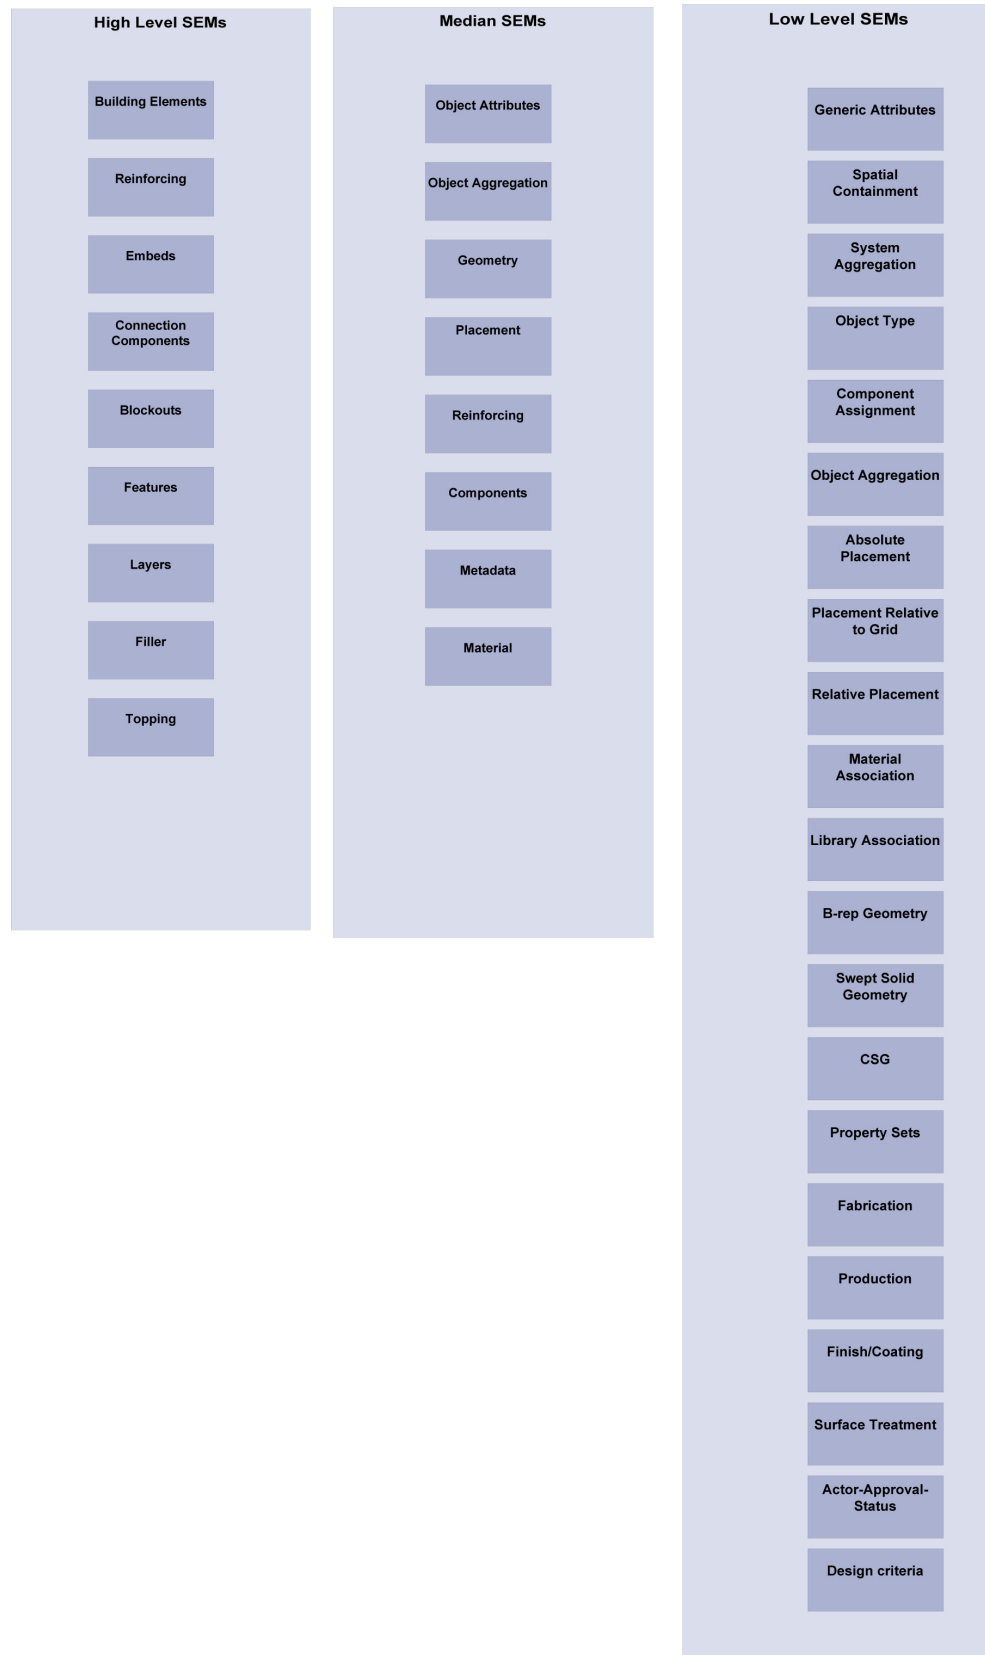 High Level SEMs
Building Elements
Reinforcing
Embeds
Connection
Components
Blockouts
Features
Layers
Filler
Topping
Median SEMs
Object Attributes
Object Aggregation
Geometry
Placement
Reinforcing
Components
Metadata
Material
Low Level SEMs
Generic Attributes
Spatial
Containment
System
Aggregation
Object Type
Component
Assignment
Object Aggregation
Absolute
Placement
Placement Relative
to Grid
Relative Placement
Material
Association
Library Association
B-rep Geometry
Swept Solid
Geometry
CSG
Property Sets
Fabrication
Production
Finish/Coating
Surface Treatment
Actor-Approval-
Status
Design criteria